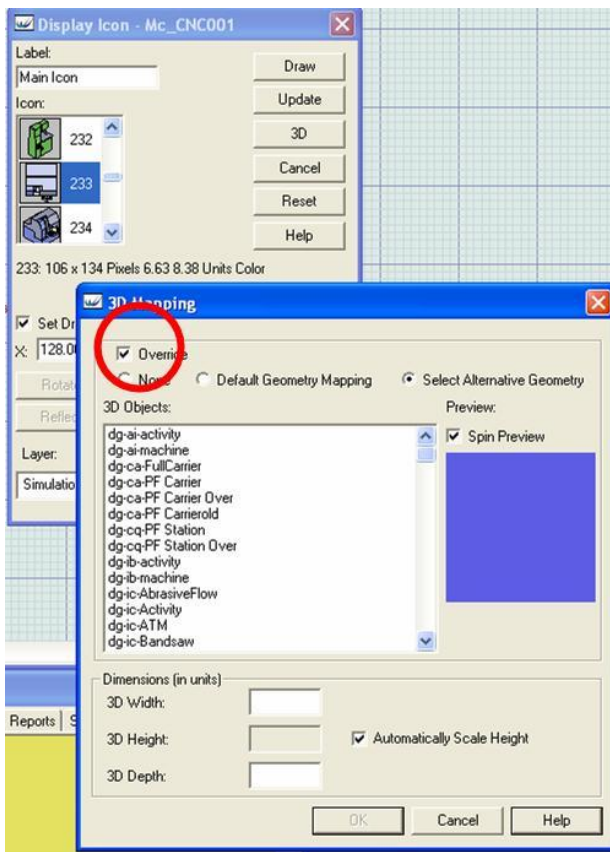 Display Icon - Mc_CNC001
Label:
Main Icon
Icon:
232
233
234
Draw
Update
3D
Cancel
Reset
Help
233: 106 x 134 Pixels 6.63 8.38 Units Color
Set Dr
X: 128.00
Rotat
Reflec
Layer:
Simulatio
Reports S
3D Mapping
Override
None Default Geometry Mapping Select Alternative Geometry
3D Objects:
dg-ai-activity
dg-ai-machine
dg-ca-FullCarrier
dg-ca-PF Carrier
dg-ca-PF Carrier Over
dg-ca-PF Carrierold
dg-cq-PF Station
dg-cq-PF Station Over
dg-ib-activity
dg-ib-machine
dg-ic-AbrasiveFlow
dg-ic-Activity
dg-ic-ATM
dg-ic-Bandsaw
Preview:
Spin Preview
Dimensions (in units)
3D Width:
3D Height:
Automatically Scale Height
3D Depth:
OK Cancel Help